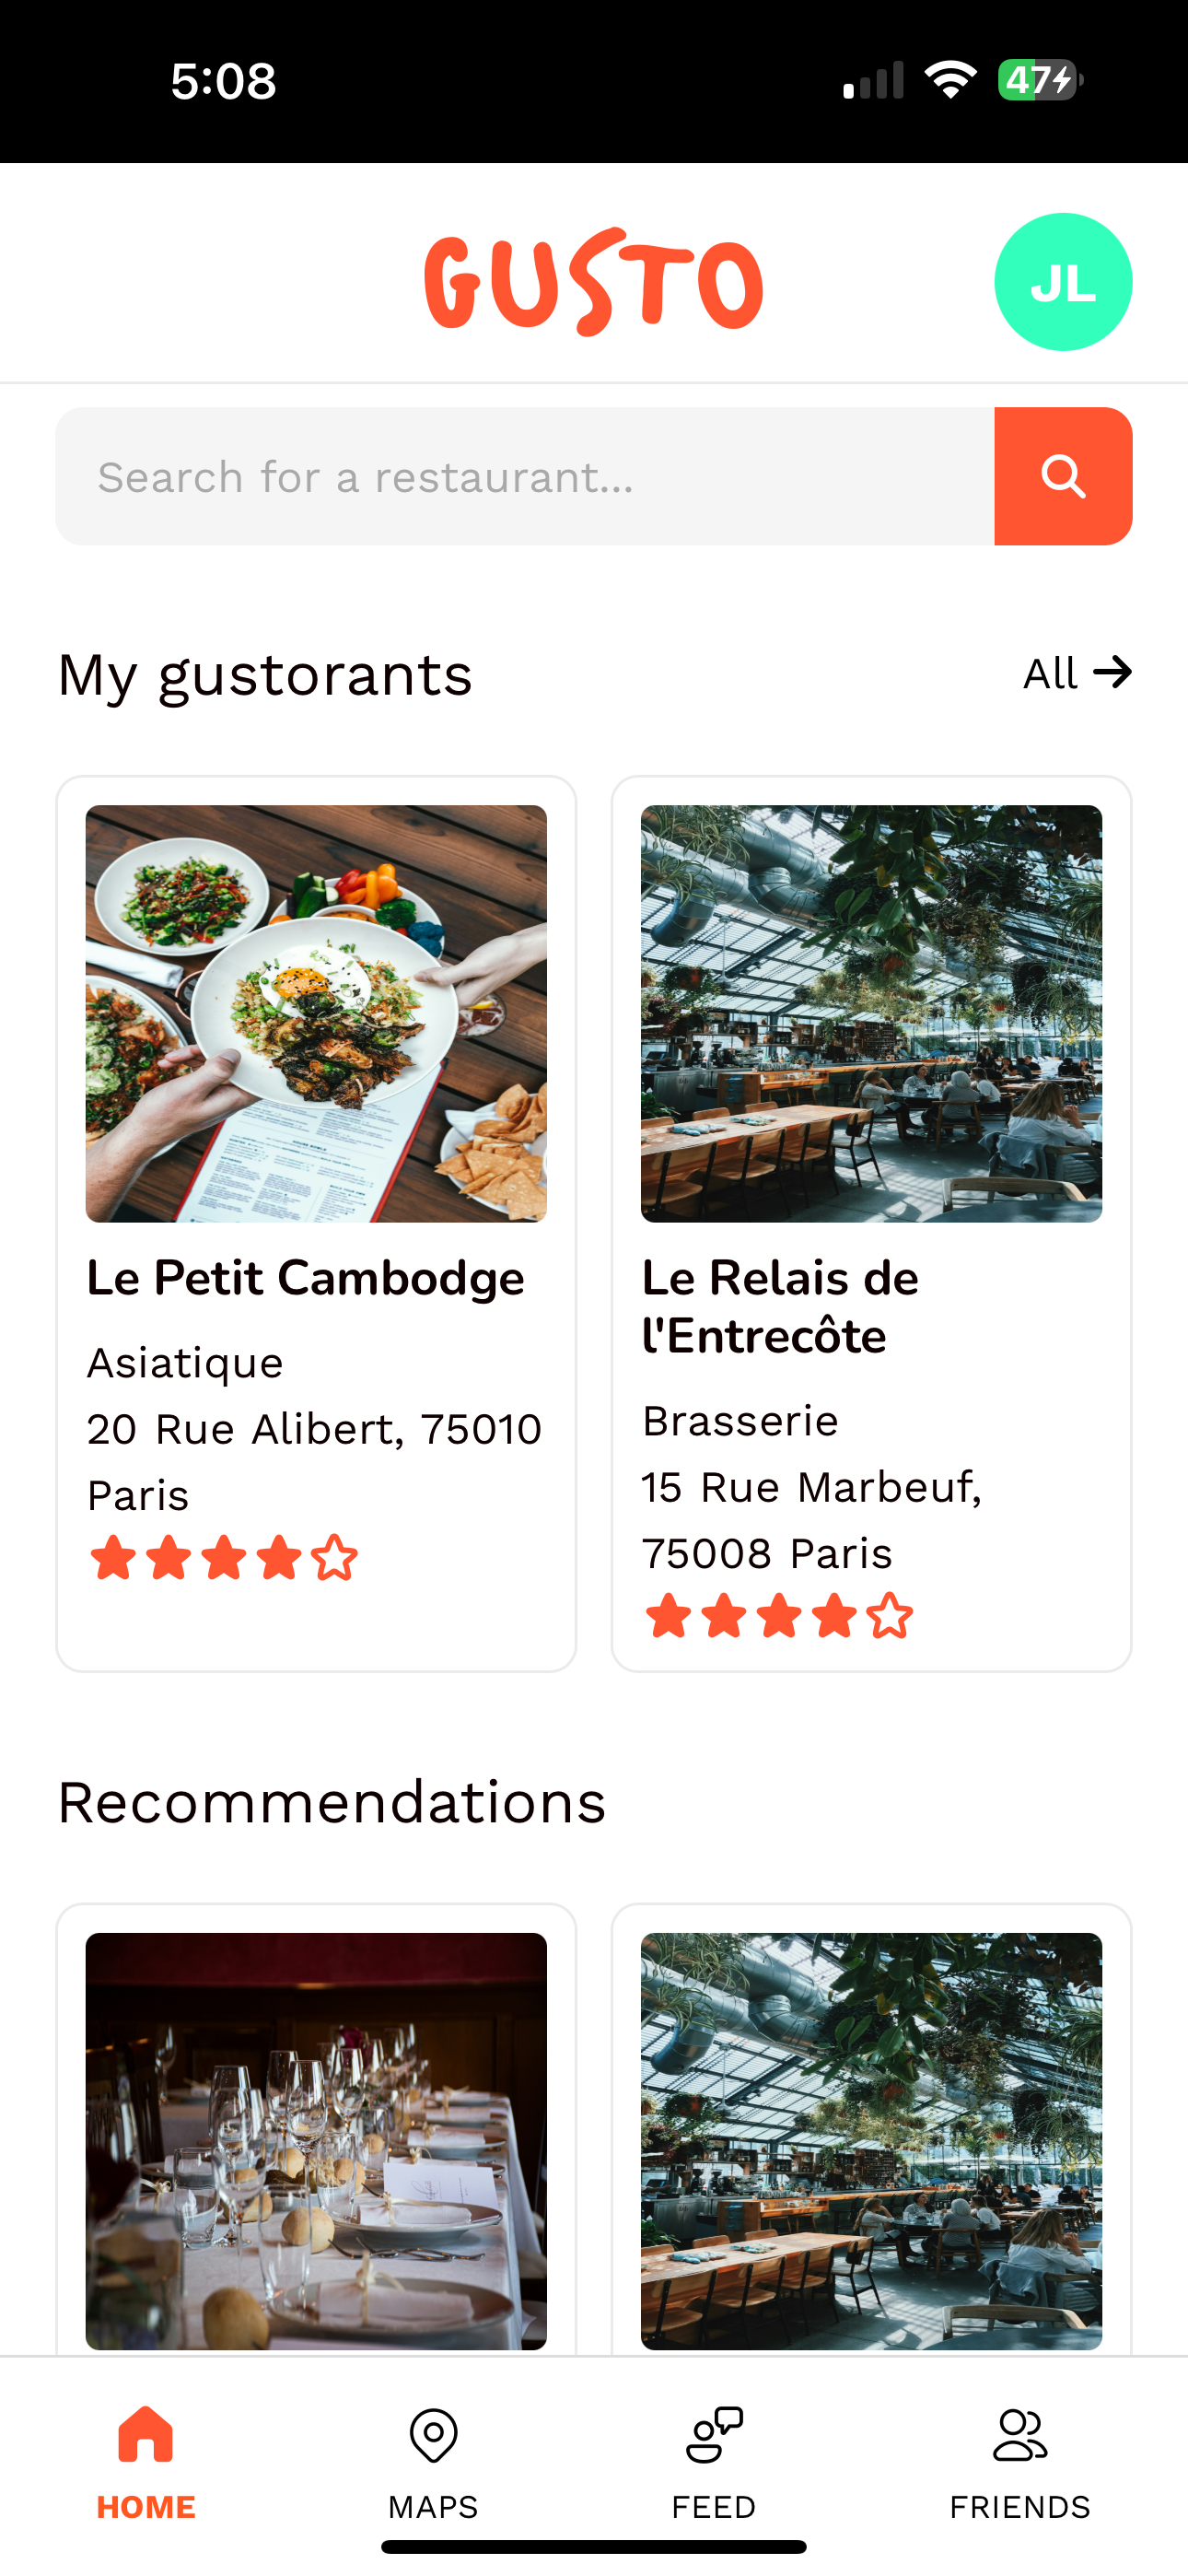 5:08
47
GUSTO
JL
Search for a restaurant...
My gustorants
All
Le Petit Cambodge
Asiatique
20 Rue Alibert, 75010
Paris
Le Relais de
l'Entrecôte
Brasserie
15 Rue Marbeuf,
75008 Paris
Recommendations
HOME
MAPS
FEED
FRIENDS